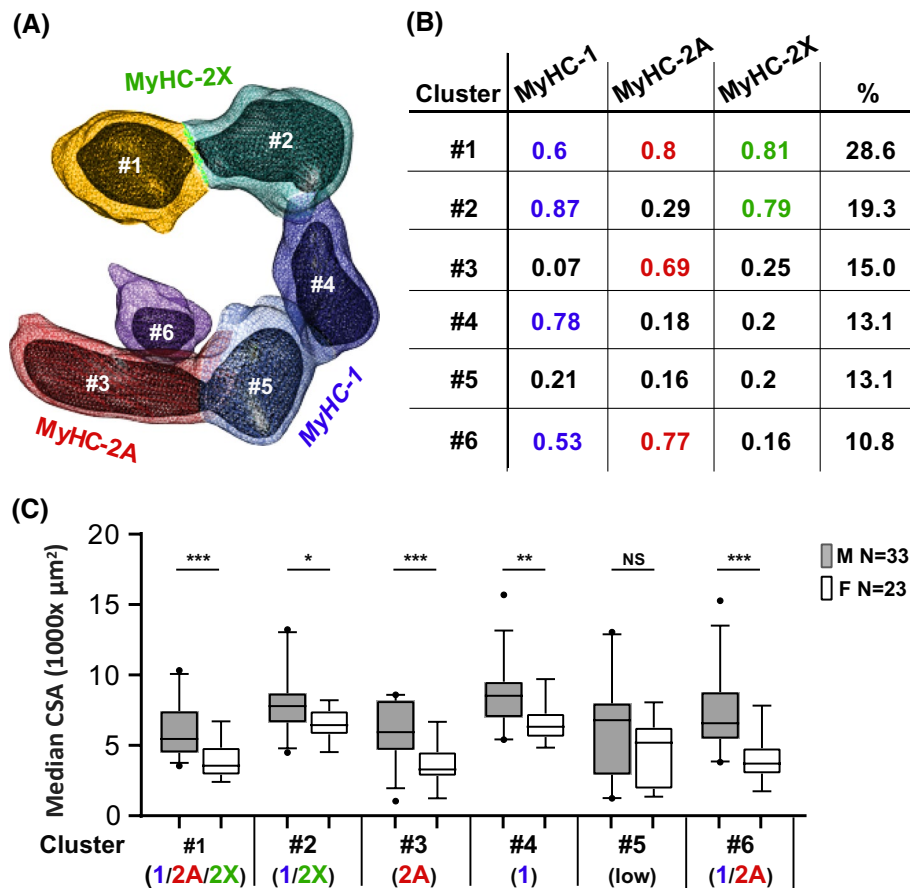 (A)
MyHC-2X
#1
#2
#4
#6
#3
#5
MyHC-2A
MyHC-1
(B)
Cluster MyHC-1 MyHC-2A MyHC-2X %
#1 0.6 0.8 0.81 28.6
#2 0.87 0.29 0.79 19.3
#3 0.07 0.69 0.25 15.0
#4 0.78 0.18 0.2 13.1
#5 0.21 0.16 0.2 13.1
#6 0.53 0.77 0.16 10.8
(C)
Median CSA (1000x µm²)
20
15
10
5
0
*** * *** ** NS ***
M N=33
F N=23
Cluster #1 #2 #3 #4 #5 #6
(1/2A/2X) (1/2X) (2A) (1) (low) (1/2A)